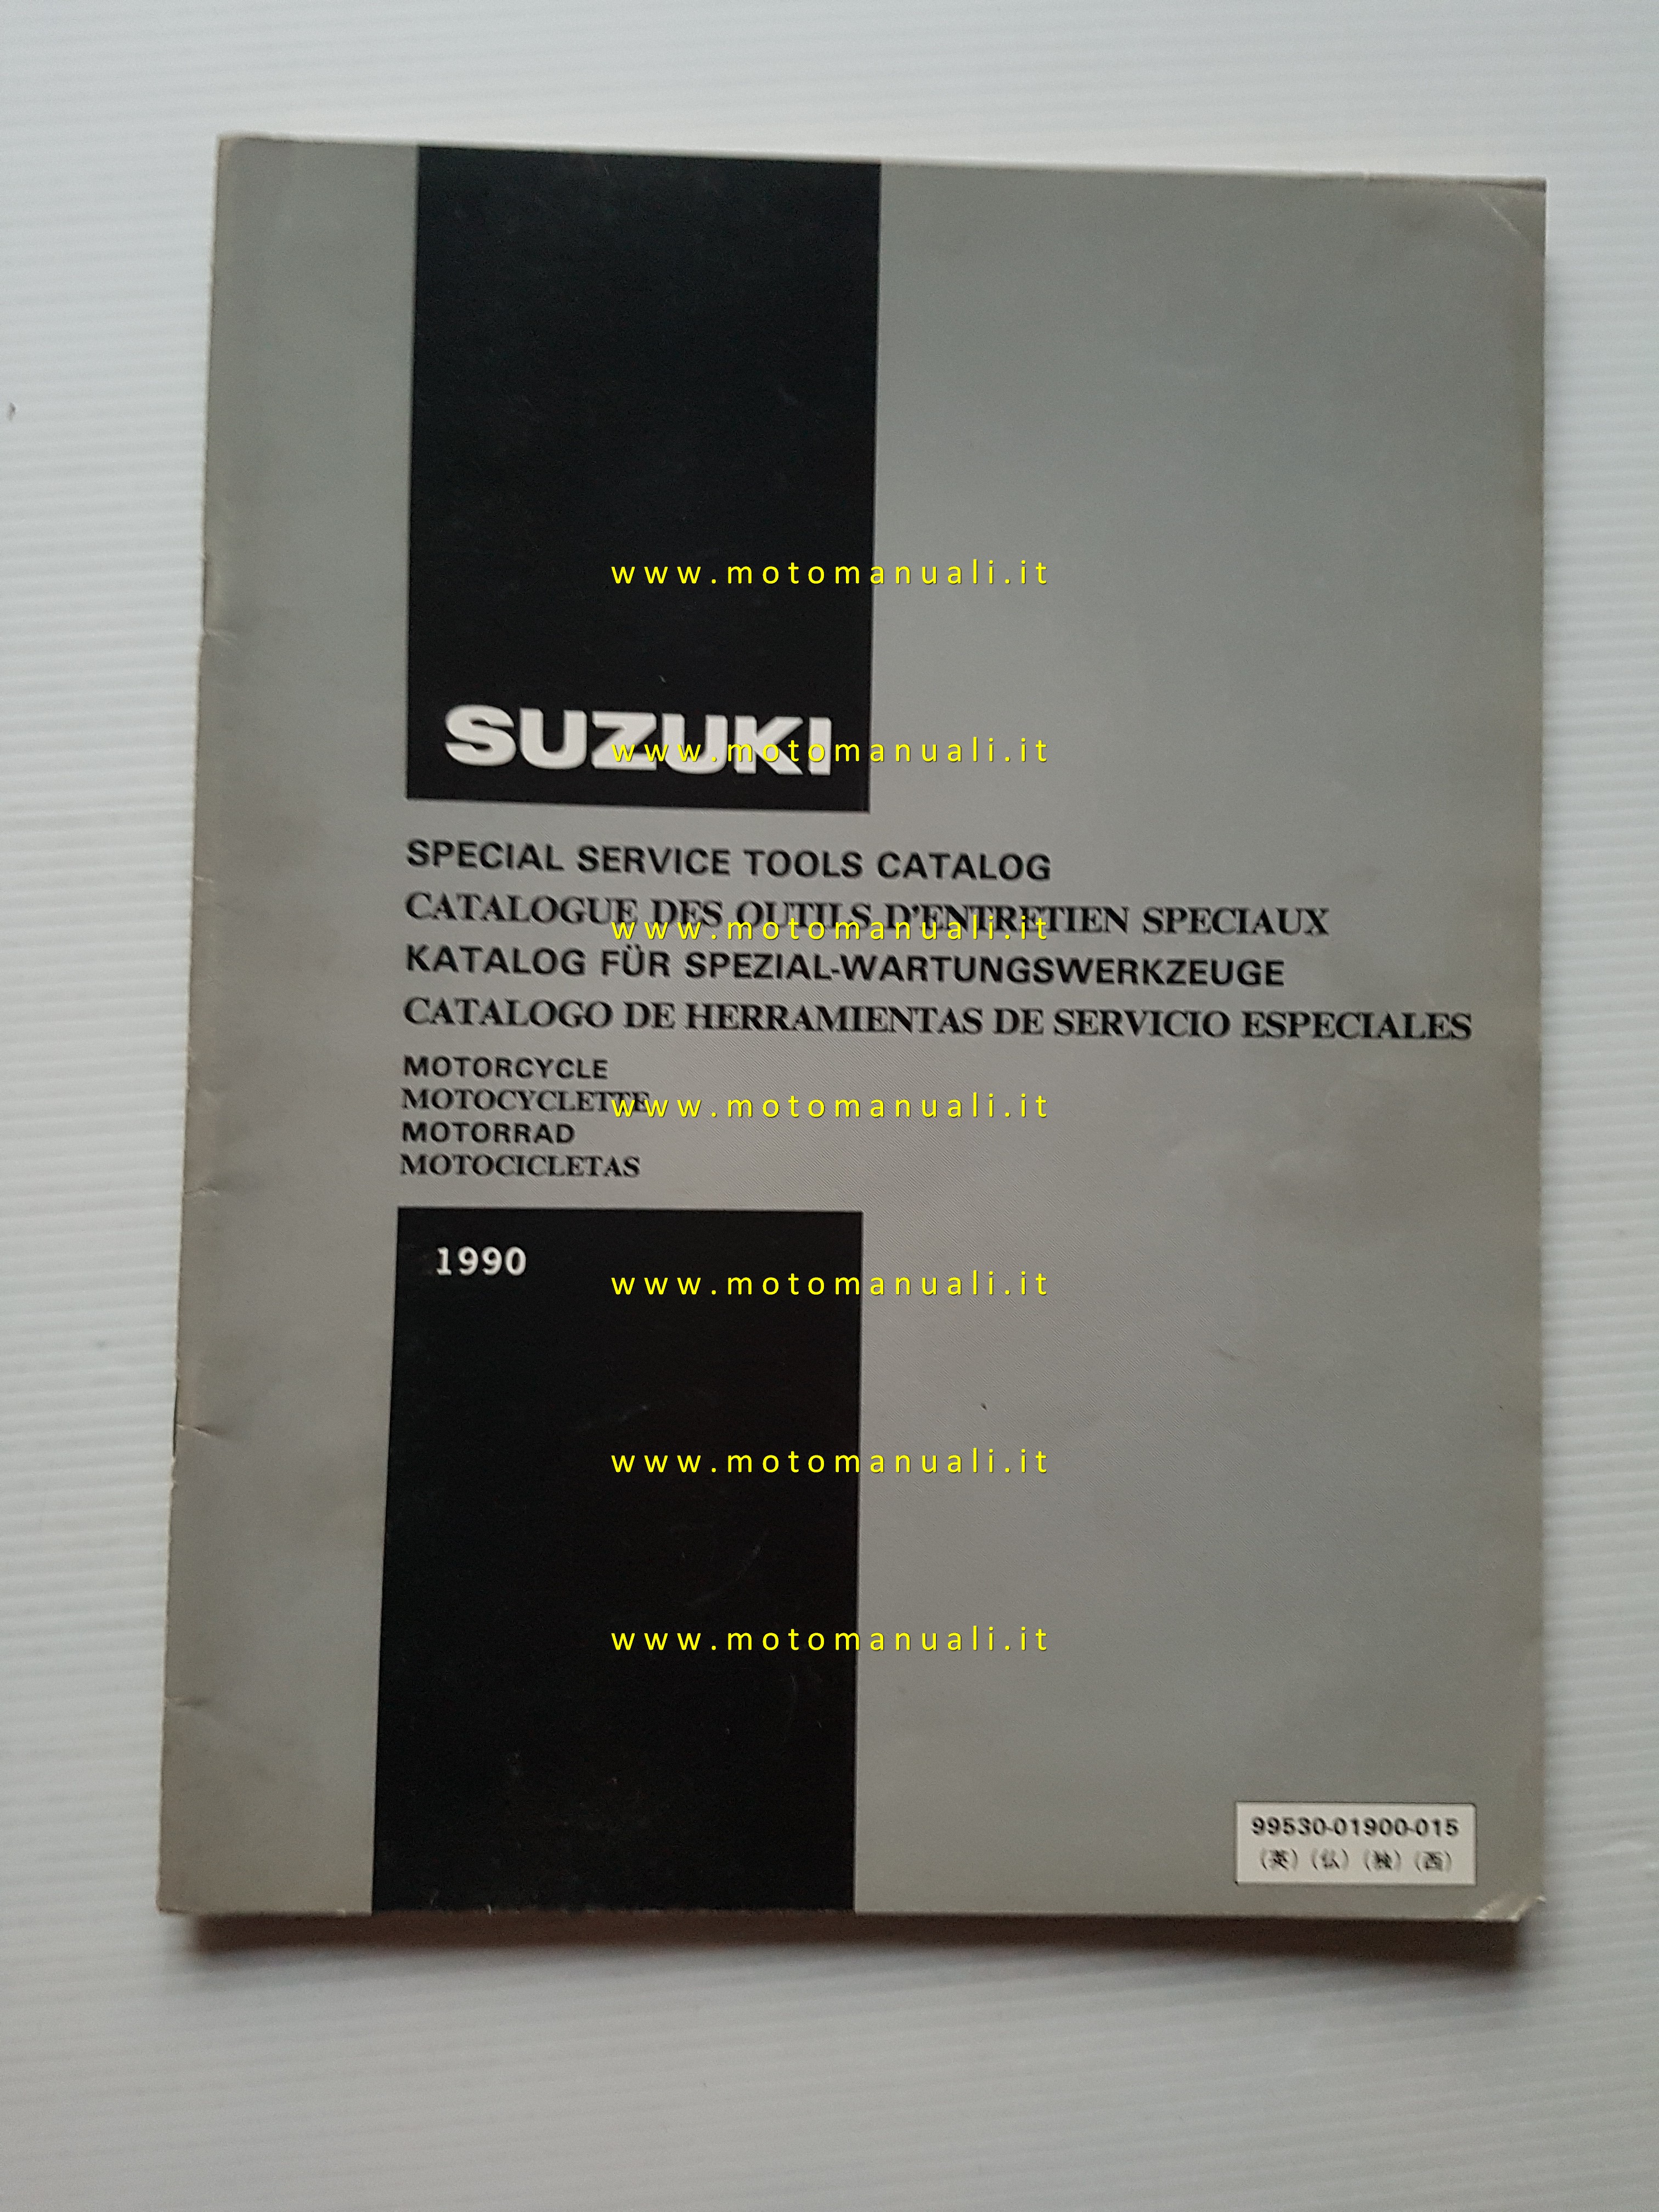 www.motomanuali.it
SUZUKI
www.motomanuali.it
SPECIAL SERVICE TOOLS CATALOG
CATALOGUE DES OUTILS D'ENTRETIEN SPECIAUX
www.motomanuali.it
KATALOG FÜR SPEZIAL-WARTUNGSWERKZEUGE
CATALOGO DE HERRAMIENTAS DE SERVICIO ESPECIALES
MOTORCYCLE
MOTOCYCLETTE
www.motomanuali.it
MOTORRAD
MOTOCICLETAS
1990
www.motomanuali.it
www.motomanuali.it
www.motomanuali.it
99530-01900-015
(英) (仏) (独) (西)